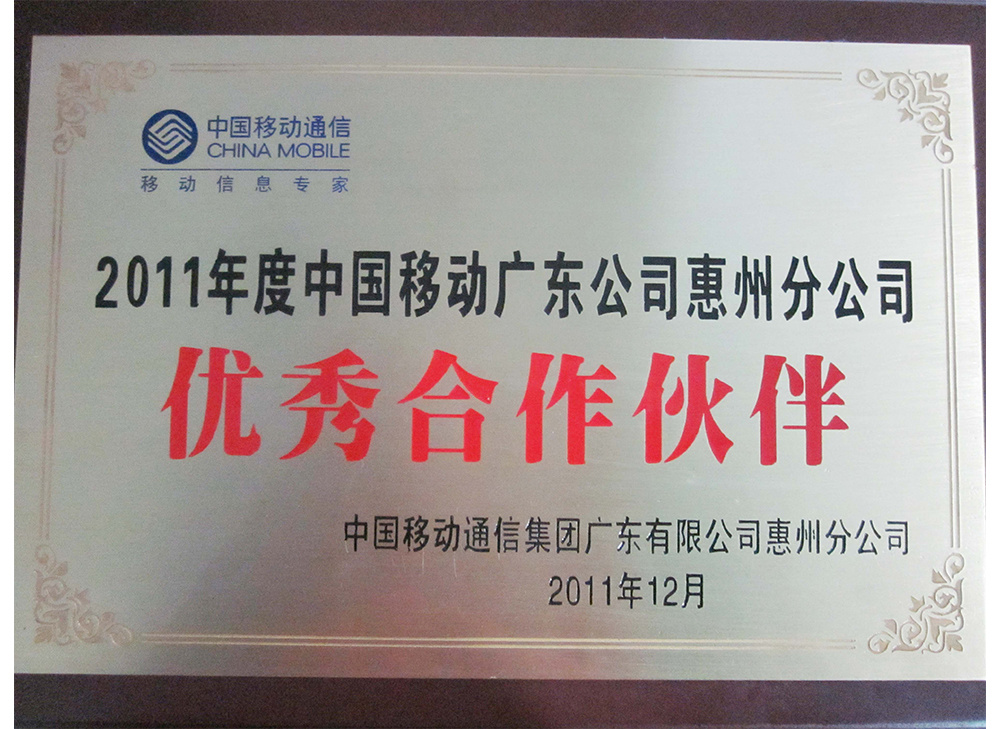 中国移动通信
CHINA MOBILE
移动信息专家
2011年度中国移动广东公司惠州分公司
优秀合作伙伴
中国移动通信集团广东有限公司惠州分公司
2011年12月